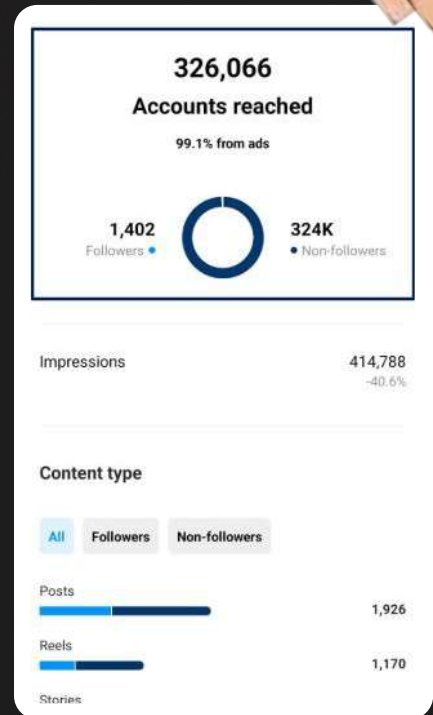 326,066
Accounts reached
99.1% from ads
1,402
Followers
324K
Non-followers
Impressions
414,788
-40.6%
Content type
All Followers Non-followers
Posts
1,926
Reels
1,170
Stories